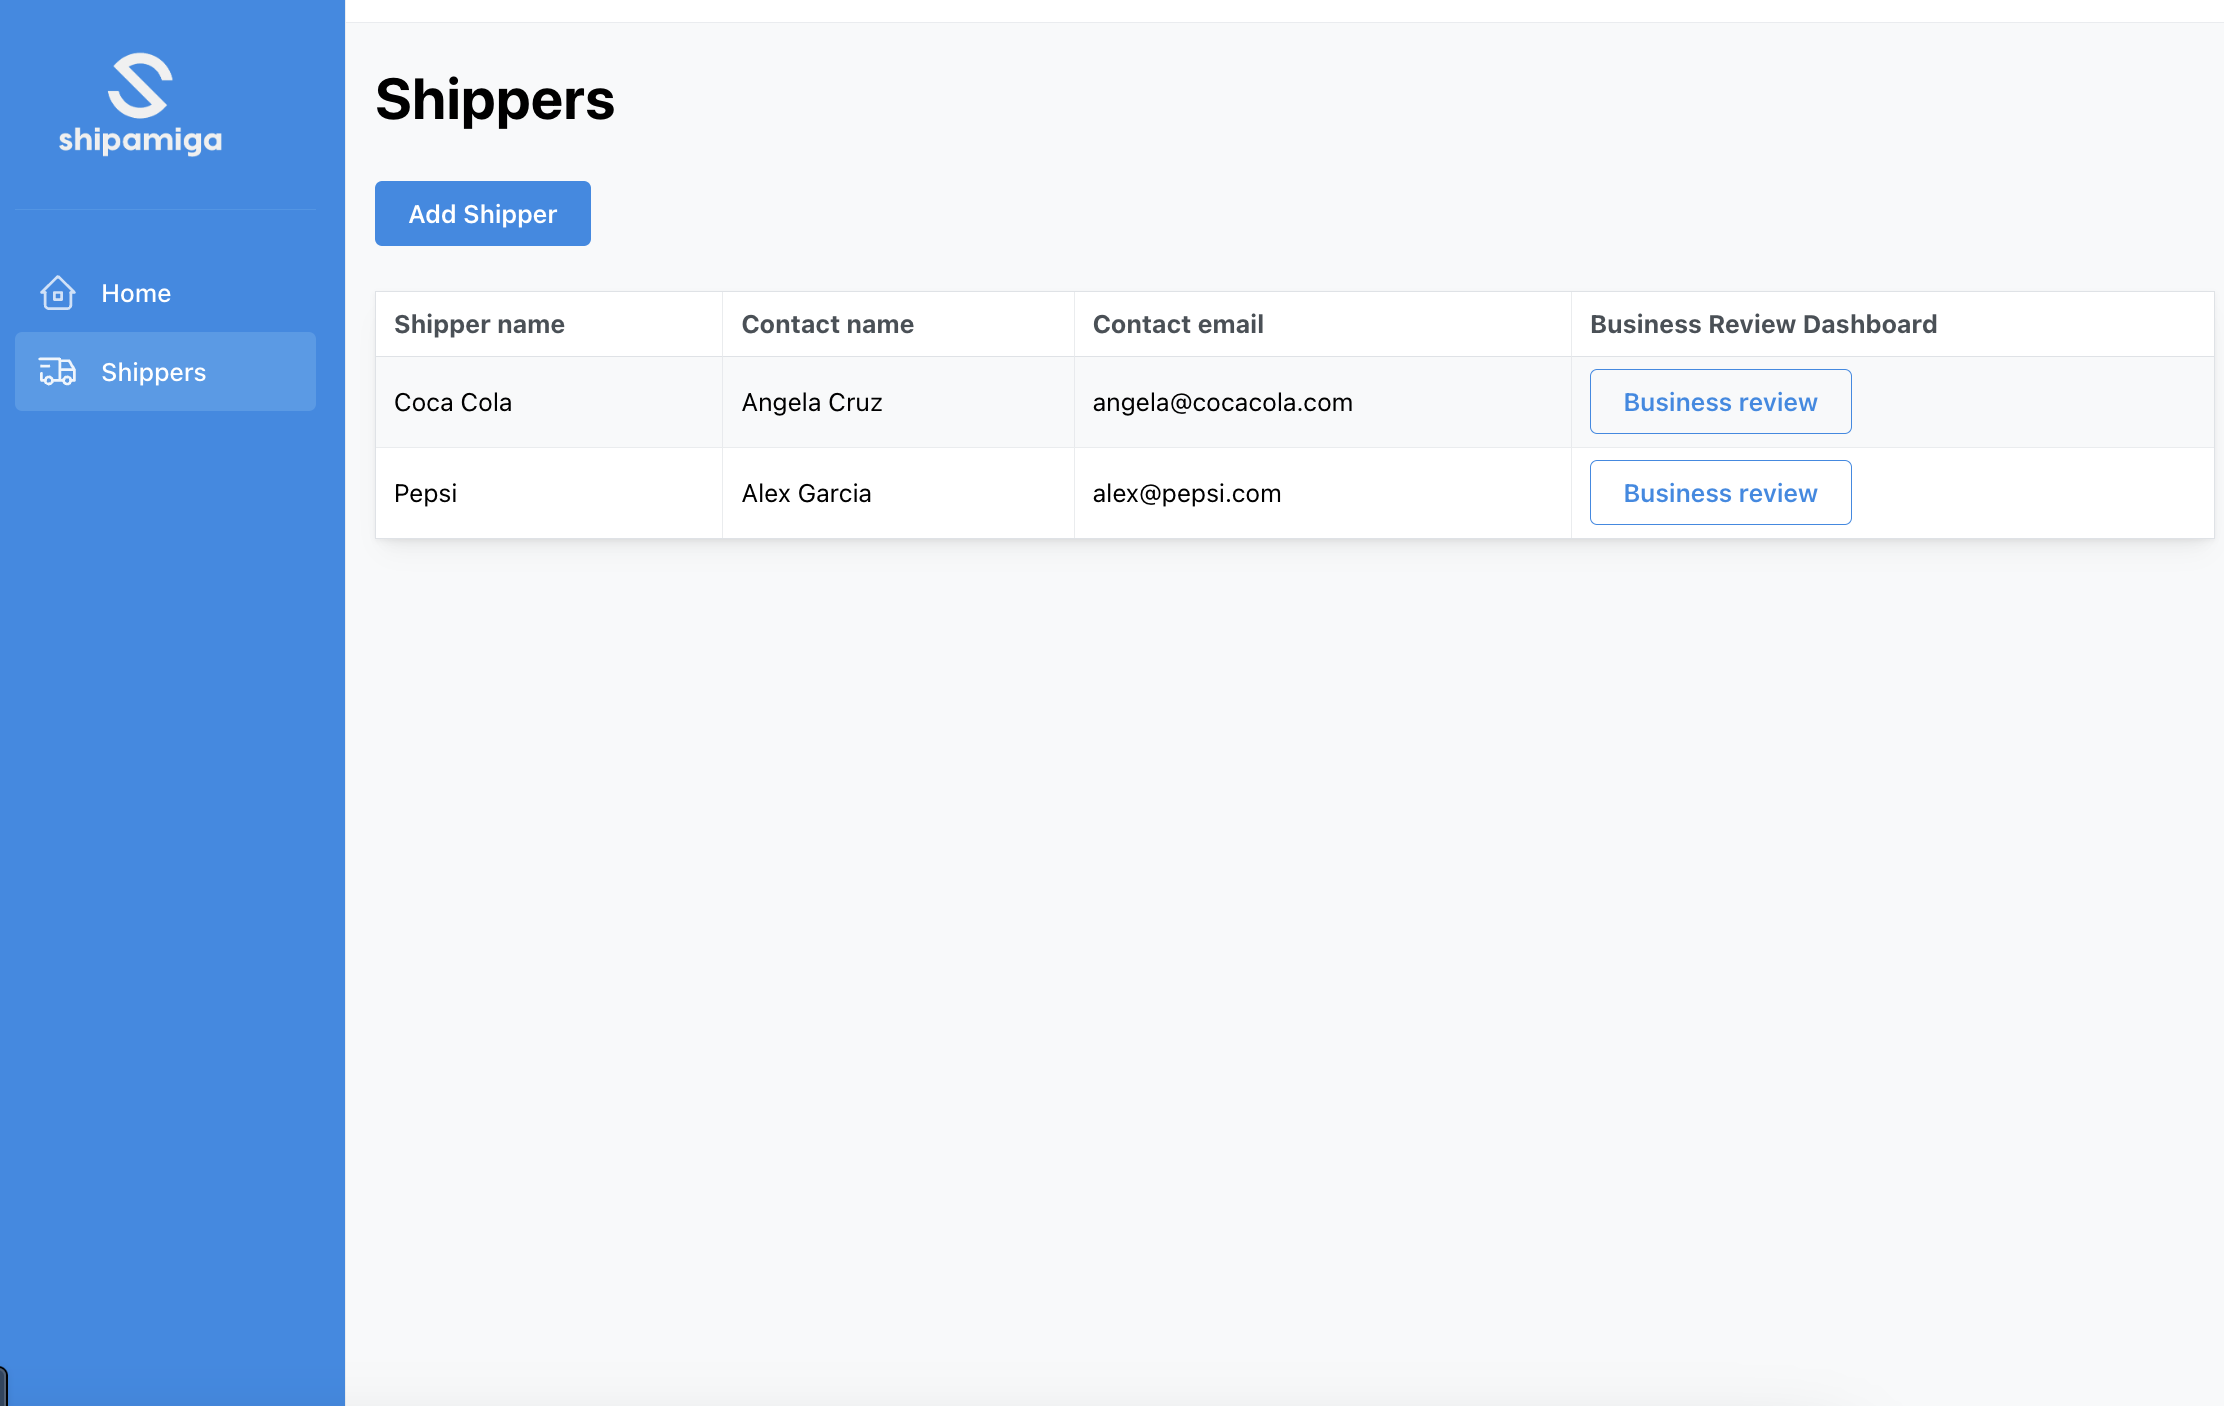 shipamiga
Home
Shippers
Shippers
Add Shipper
Shipper name Contact name Contact email Business Review Dashboard
Coca Cola Angela Cruz angela@cocacola.com Business review
Pepsi Alex Garcia alex@pepsi.com Business review